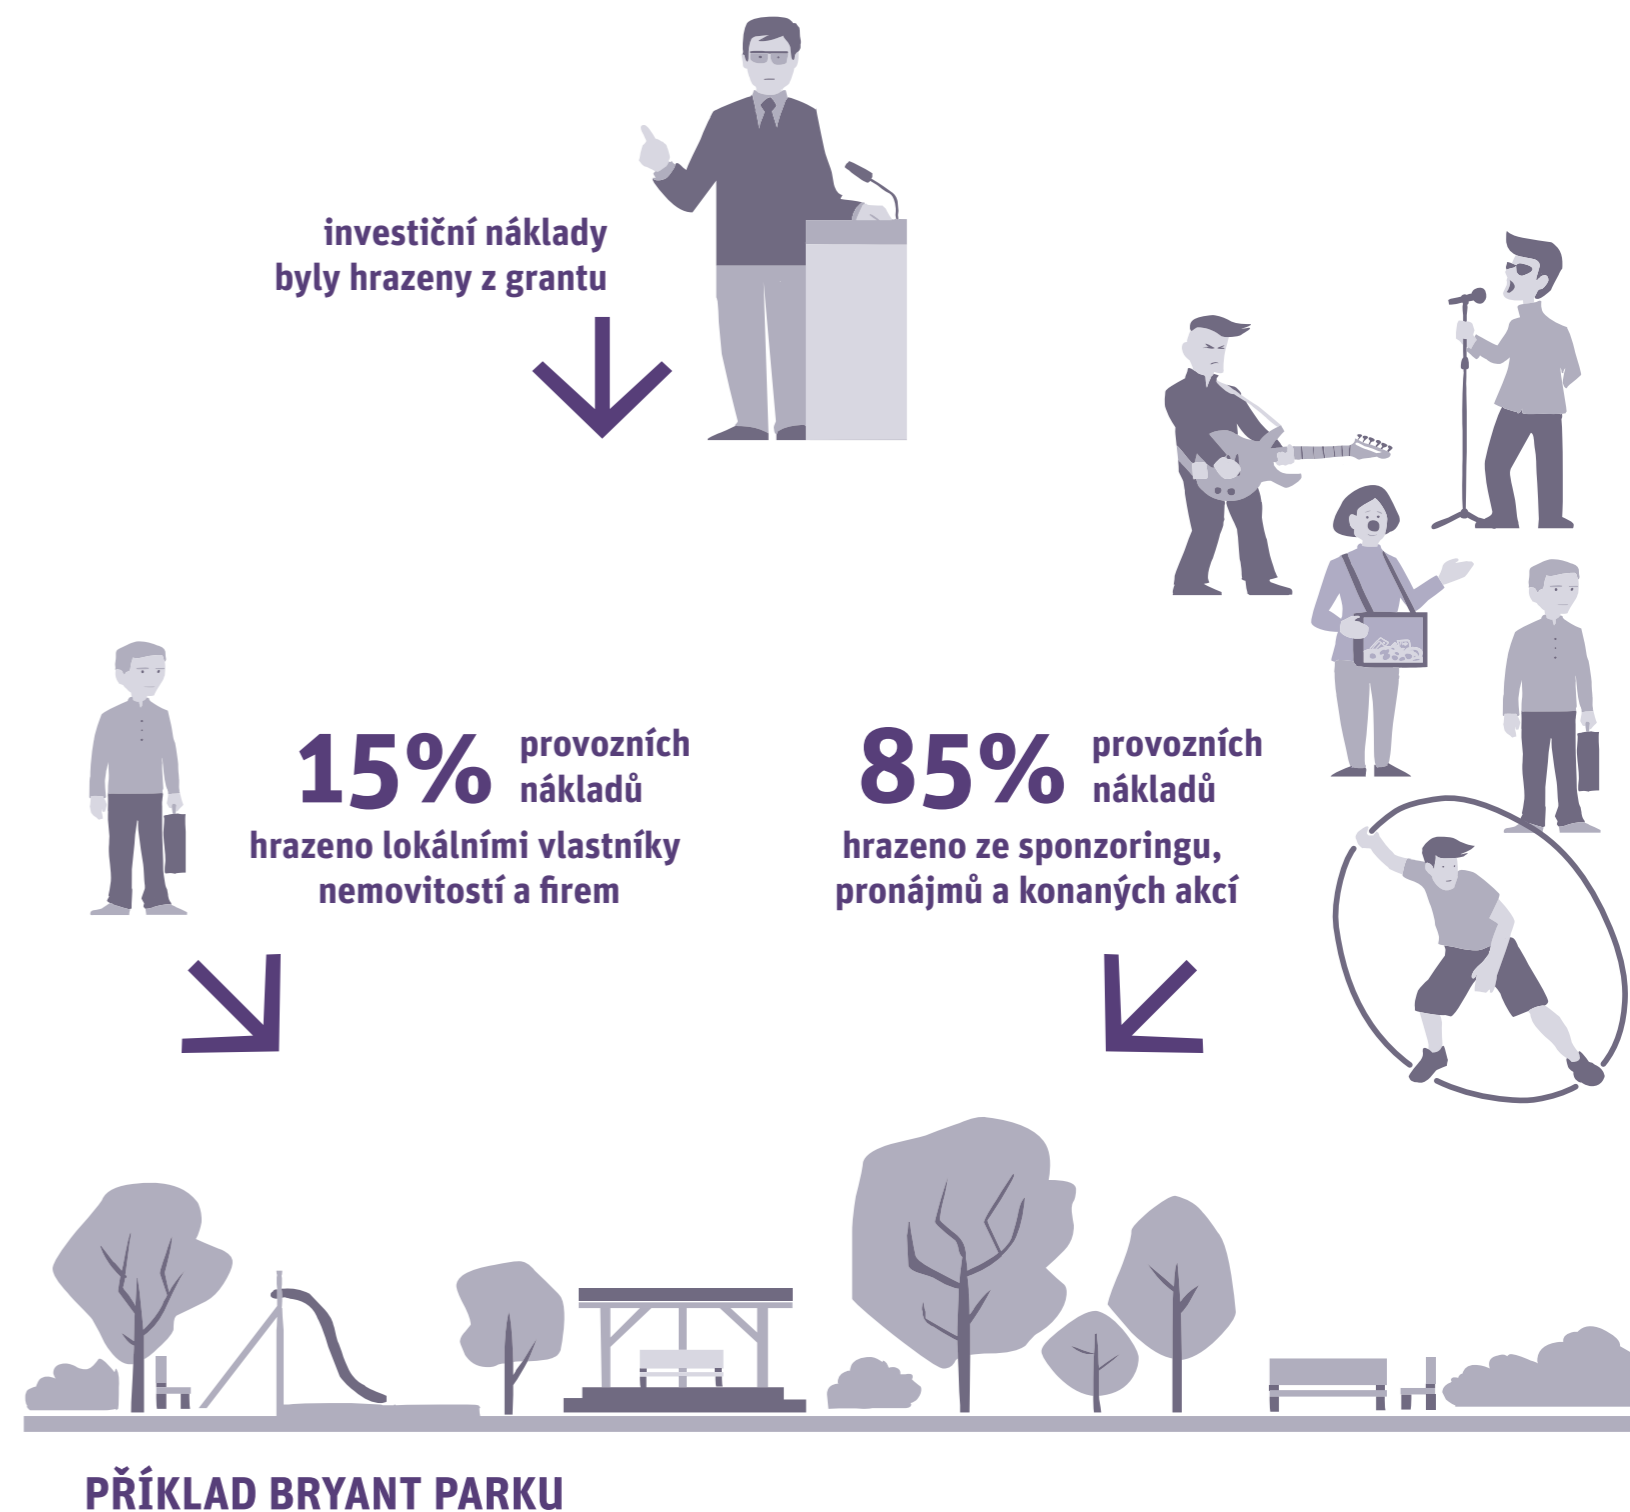 investiční náklady
byly hrazeny z grantu
15% provozních
nákladů
hrazeno lokálními vlastníky
nemovitostí a firem
85% provozních
nákladů
hrazeno ze sponzoringu,
pronájmů a konaných akcí
PŘÍKLAD BRYANT PARKU